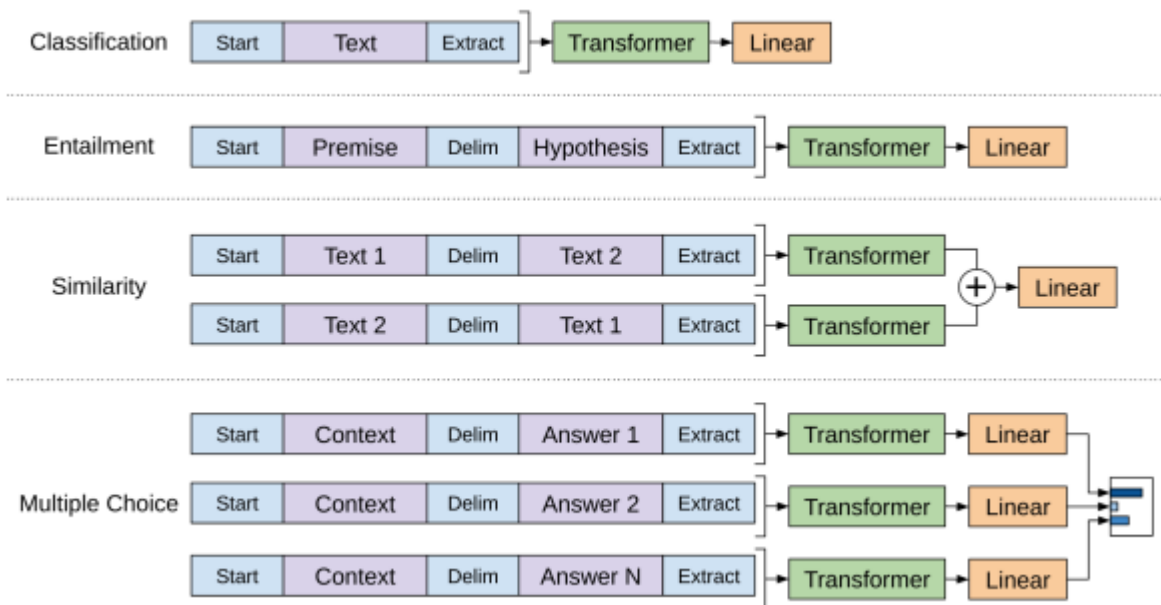 Classification Start Text Extract Transformer Linear
Entailment Start Premise Delim Hypothesis Extract Transformer Linear
Similarity
Start Text 1 Delim Text 2 Extract Transformer
+ Linear
Start Text 2 Delim Text 1 Extract Transformer
Multiple Choice
Start Context Delim Answer 1 Extract Transformer Linear
Start Context Delim Answer 2 Extract Transformer Linear
Start Context Delim Answer N Extract Transformer Linear